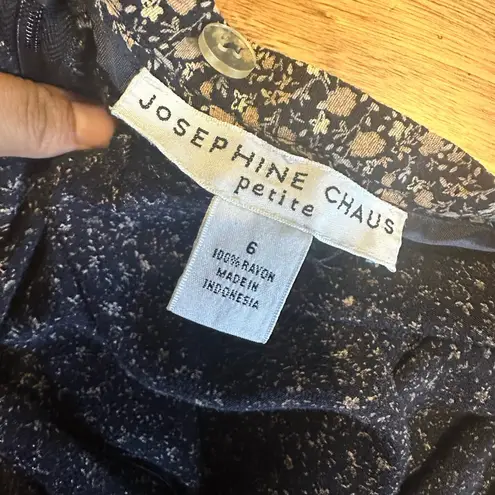 JOSEPHINE CHAUS
petite
6
100% RAYON
MADE IN
INDONESIA